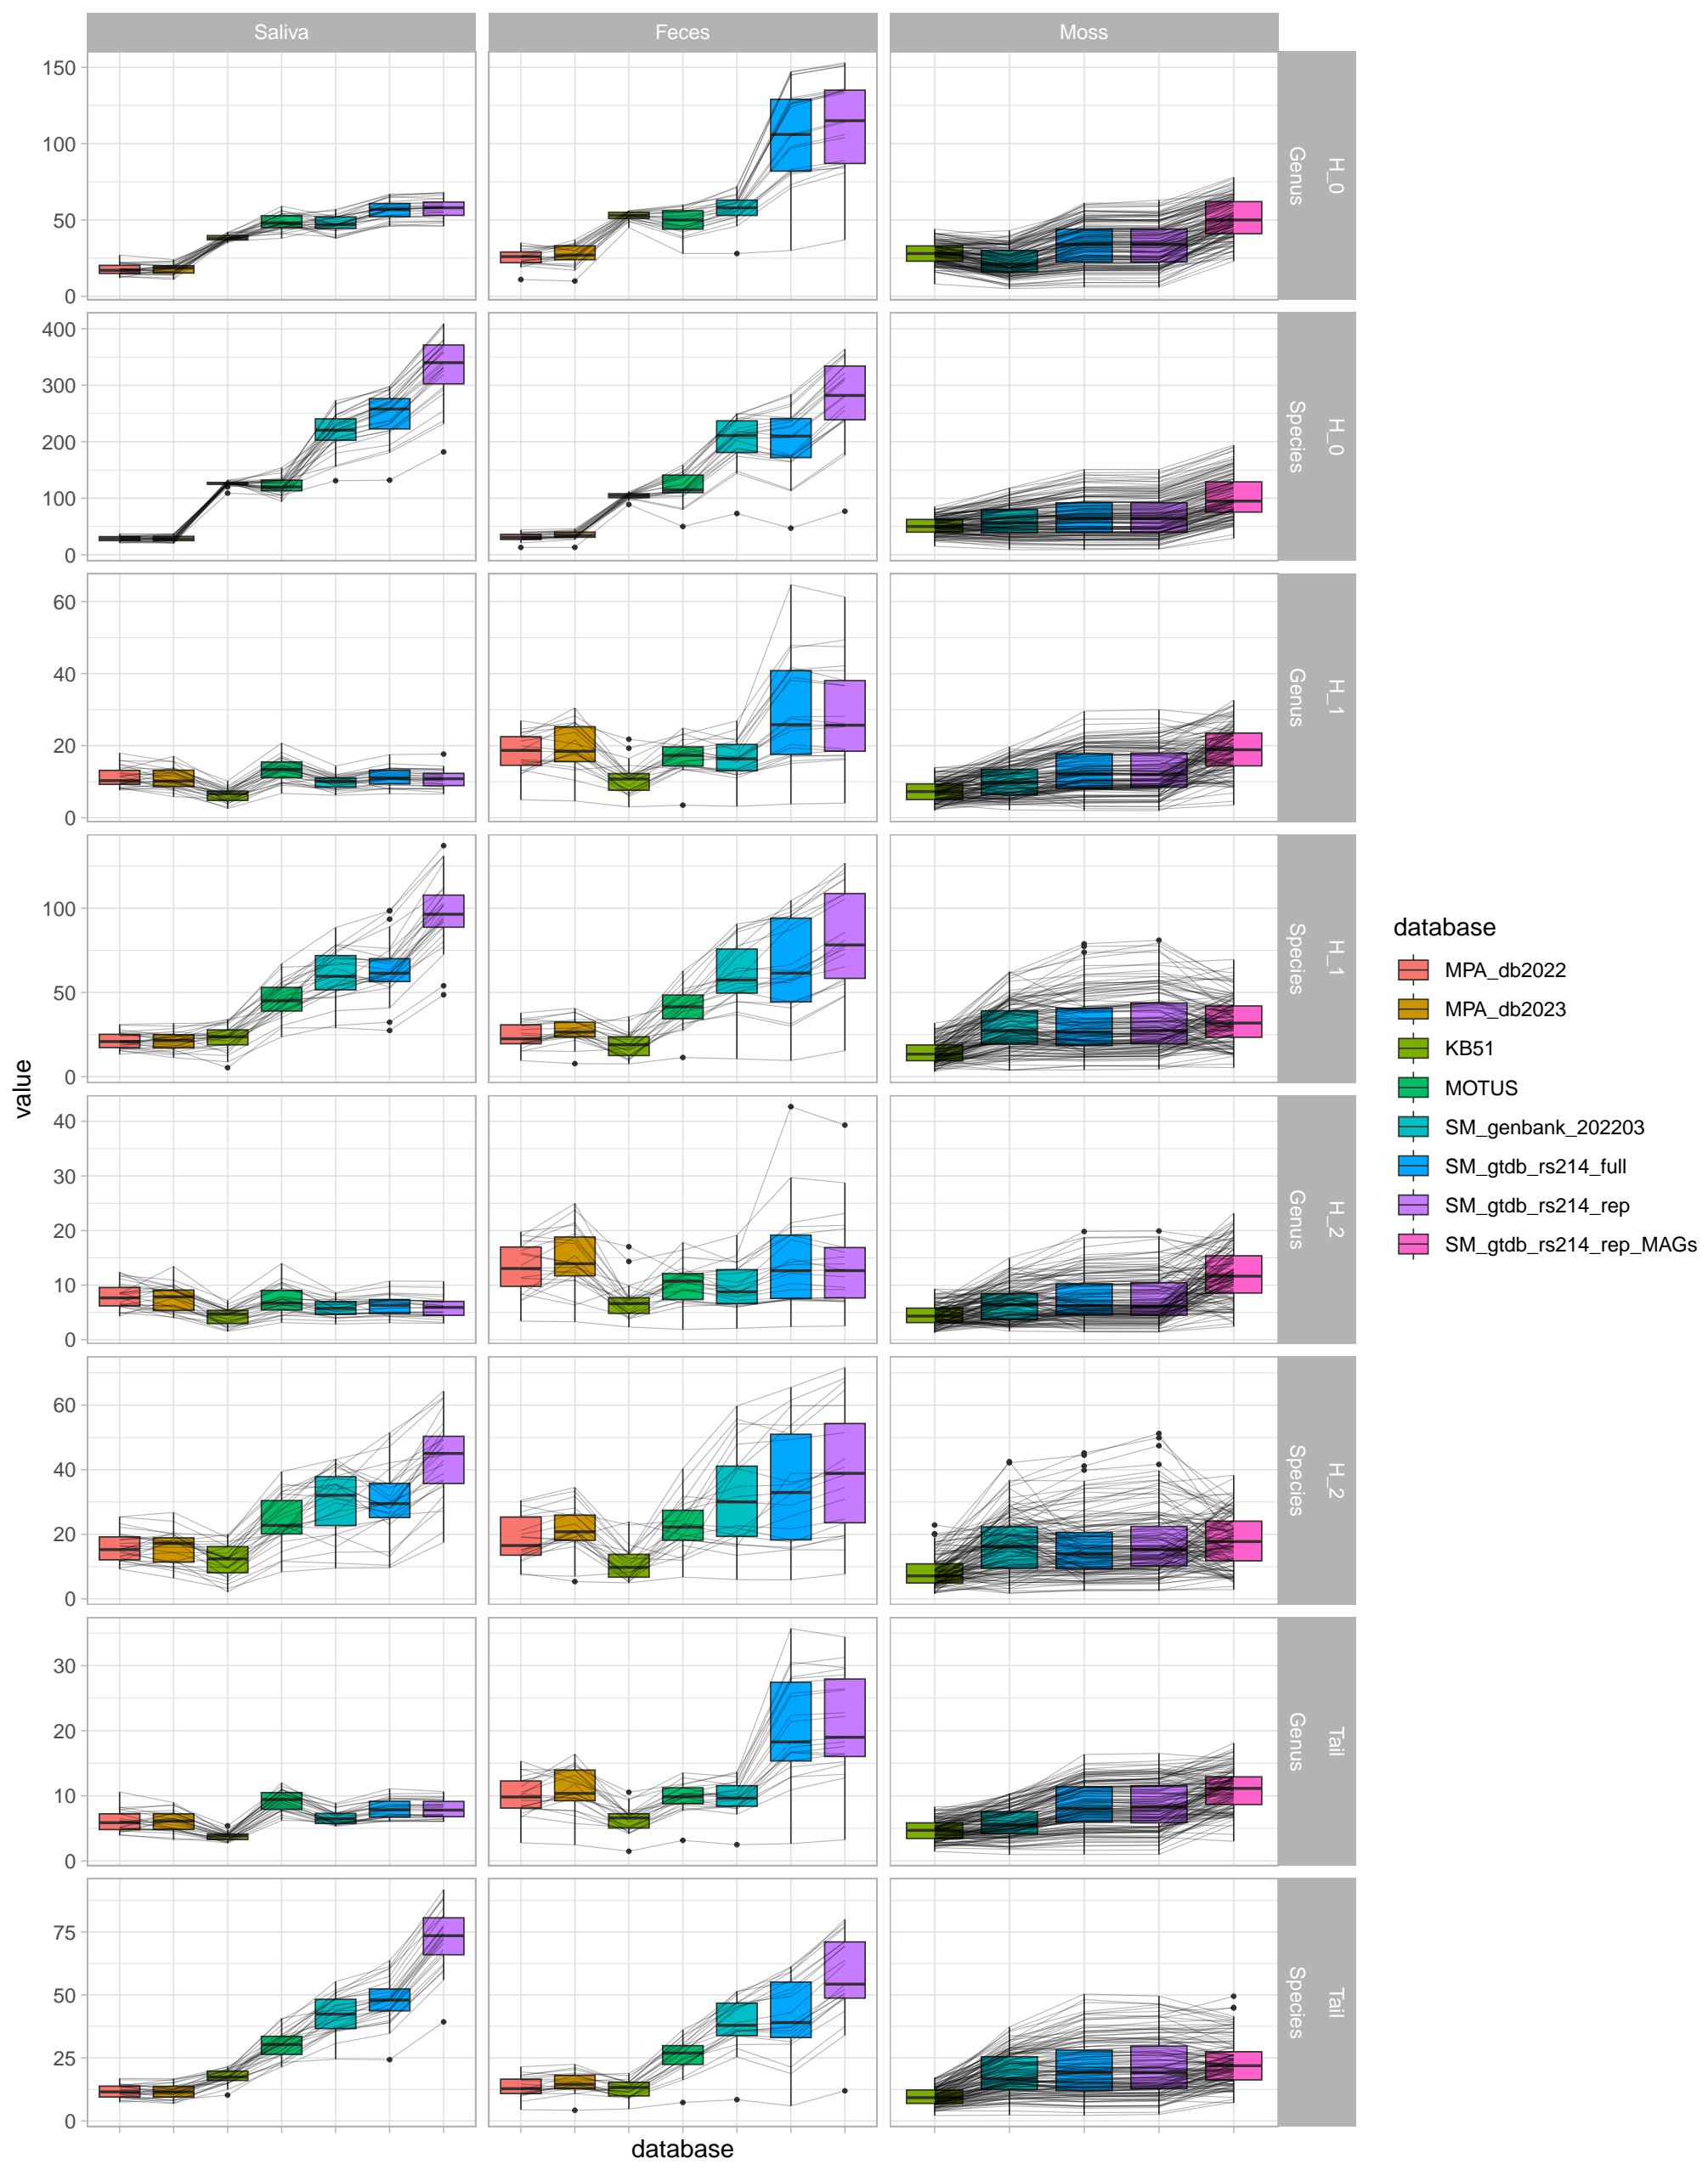 Saliva
Feces
Moss
150
100
50
0
H_0
Genus
400
300
200
100
0
H_0
Species
60
40
20
0
H_1
Genus
100
50
0
H_1
Species
40
30
20
10
0
H_2
Genus
60
40
20
0
H_2
Species
30
20
10
0
Tail
Genus
75
50
25
0
Tail
Species
value
database
database
MPA_db2022
MPA_db2023
KB51
MOTUS
SM_genbank_202203
SM_gtdb_rs214_full
SM_gtdb_rs214_rep
SM_gtdb_rs214_rep_MAGs